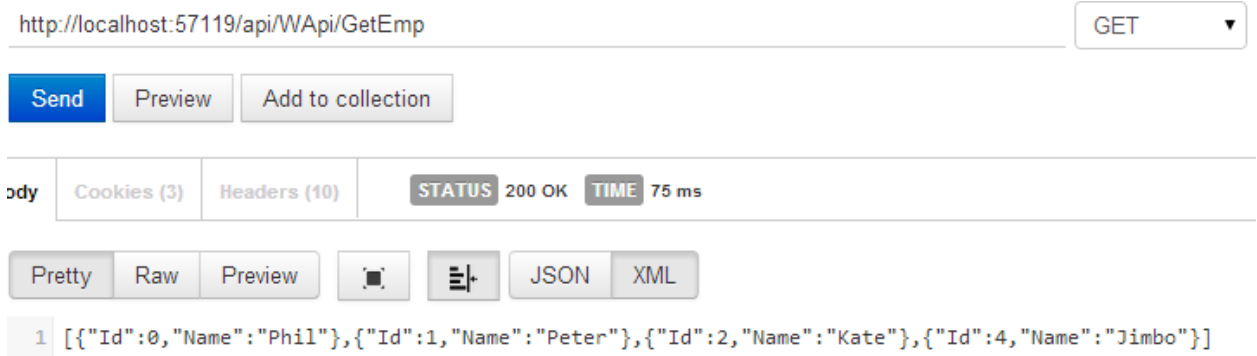 http://localhost:57119/api/WApi/GetEmp GET
Send Preview Add to collection
ody Cookies (3) Headers (10) STATUS 200 OK TIME 75 ms
Pretty Raw Preview JSON XML
1 [{"Id":0,"Name":"Phil"},{"Id":1,"Name":"Peter"},{"Id":2,"Name":"Kate"},{"Id":4,"Name":"Jimbo"}]